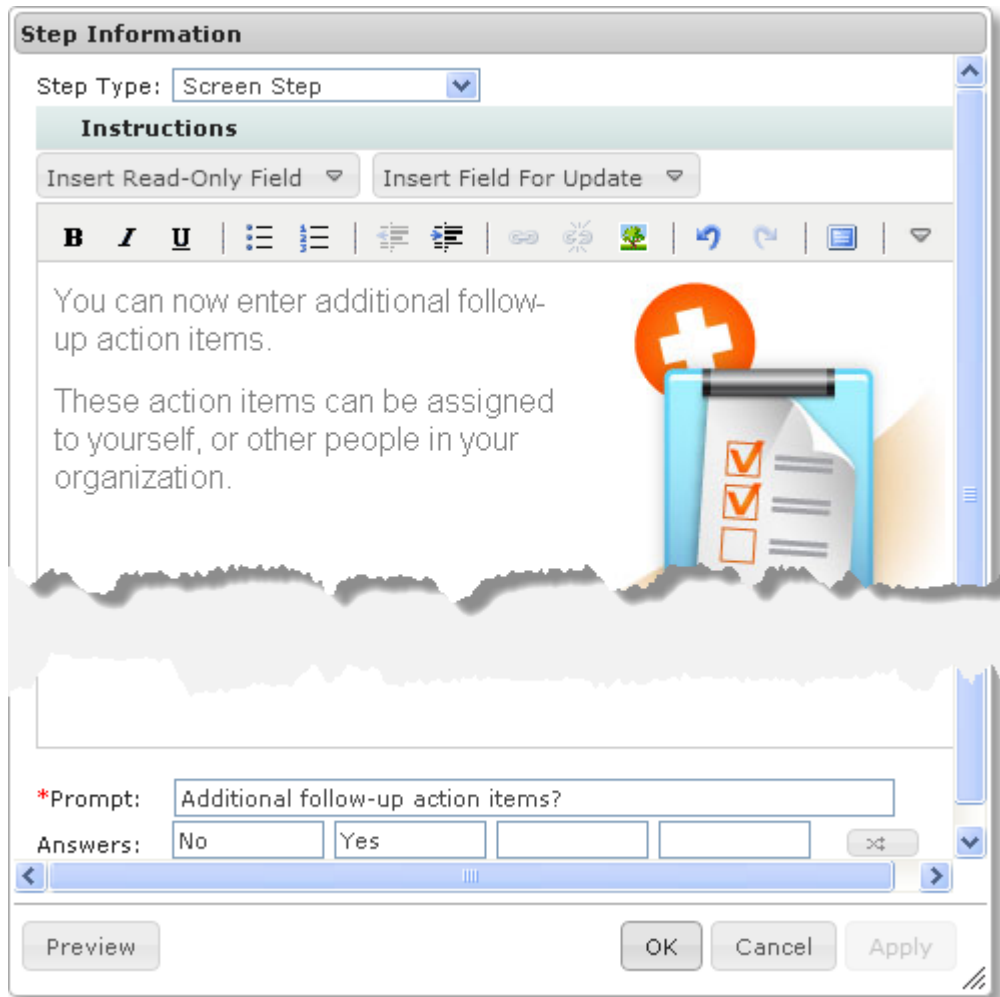 Step Information
Step Type: Screen Step
Instructions
Insert Read-Only Field Insert Field For Update
B I U
You can now enter additional follow-
up action items.
These action items can be assigned
to yourself, or other people in your
organization.
*Prompt: Additional follow-up action items?
Answers: No Yes
Preview OK Cancel Apply